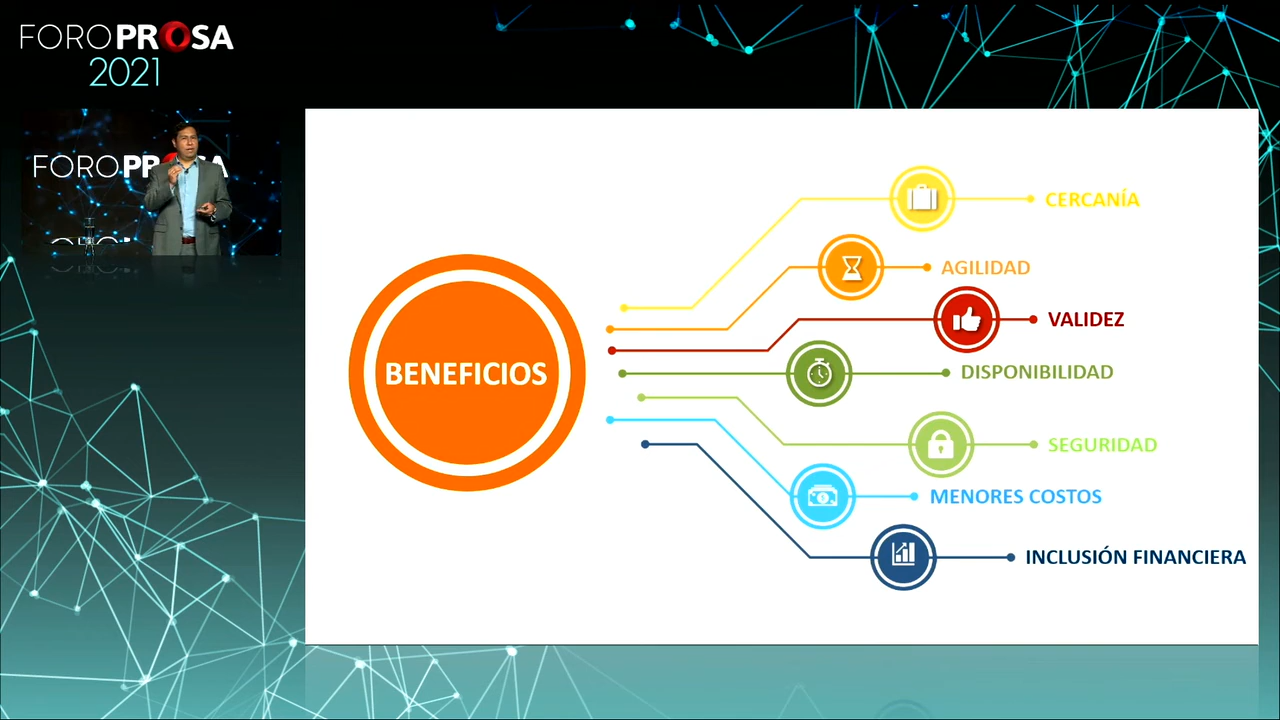 FOROPROSA
2021
FOROPROSA
BENEFICIOS
CERCANÍA
AGILIDAD
VALIDEZ
DISPONIBILIDAD
SEGURIDAD
MENORES COSTOS
INCLUSIÓN FINANCIERA